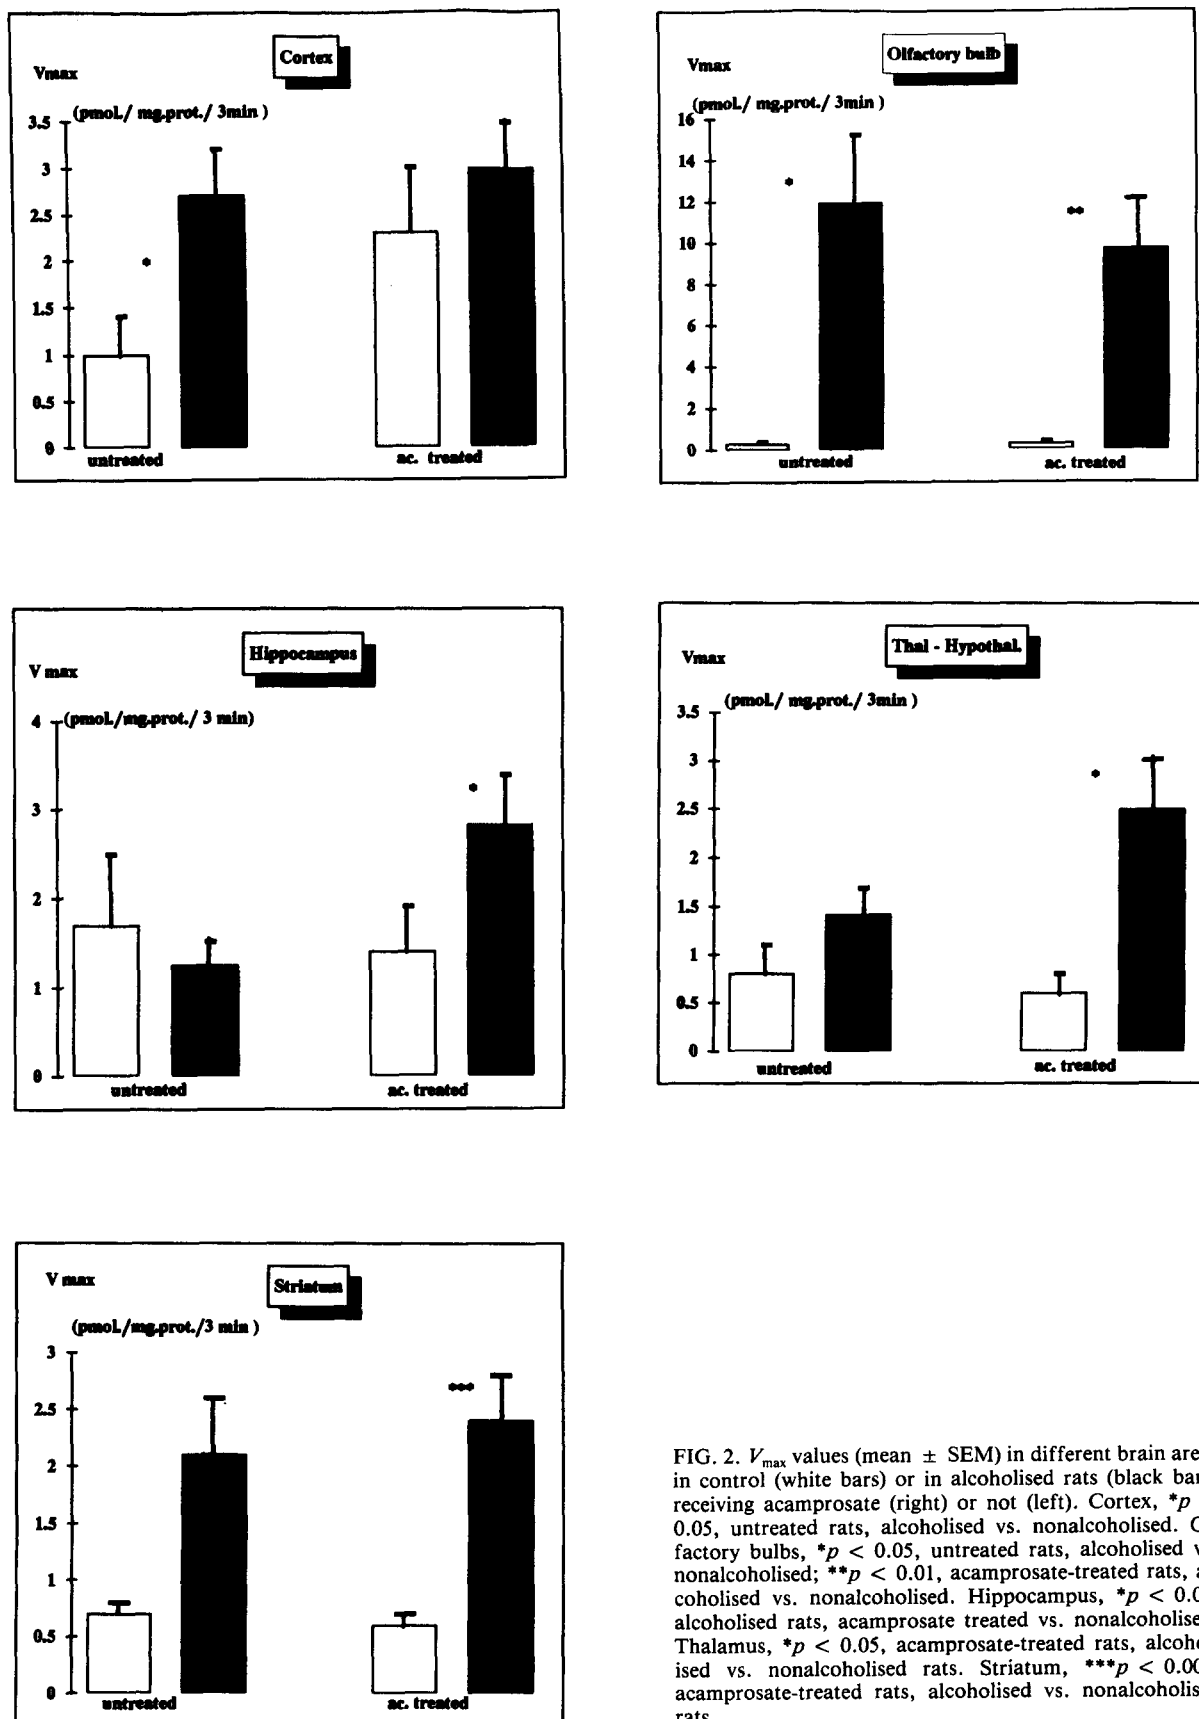 Cortex
Vmax
(pmol./ mg.prot./ 3min )
3.5
3
2.5
2
*
1.5
1
0.5
0
untreated
ac. treated
Olfactory bulb
Vmax
(pmol./ mg.prot./ 3min )
16
14
*
12
**
10
8
6
4
2
0
untreated
ac. treated
Hippocampus
V max
(pmol./mg.prot./ 3 min)
4
*
3
2
1
0
untreated
ac. treated
Thal - Hypothal.
Vmax
(pmol./ mg.prot./ 3min )
3.5
3
*
2.5
2
1.5
1
0.5
0
untreated
ac. treated
Striatum
V max
(pmol./mg.prot./3 min )
3
***
2.5
2
1.5
1
0.5
0
untreated
ac. treated
FIG. 2. Vmax values (mean ± SEM) in different brain are
in control (white bars) or in alcoholised rats (black bar
receiving acamprosate (right) or not (left). Cortex, *p
0.05, untreated rats, alcoholised vs. nonalcoholised.
factory bulbs, *p < 0.05, untreated rats, alcoholised
nonalcoholised; **p < 0.01, acamprosate-treated rats, a
coholised vs. nonalcoholised. Hippocampus, *p < 0.0
alcoholised rats, acamprosate treated vs. nonalcoholise
Thalamus, *p < 0.05, acamprosate-treated rats, alcoho
ised vs. nonalcoholised rats. Striatum, ***p < 0.00
acamprosate-treated rats, alcoholised vs. nonalcoholis
rats.